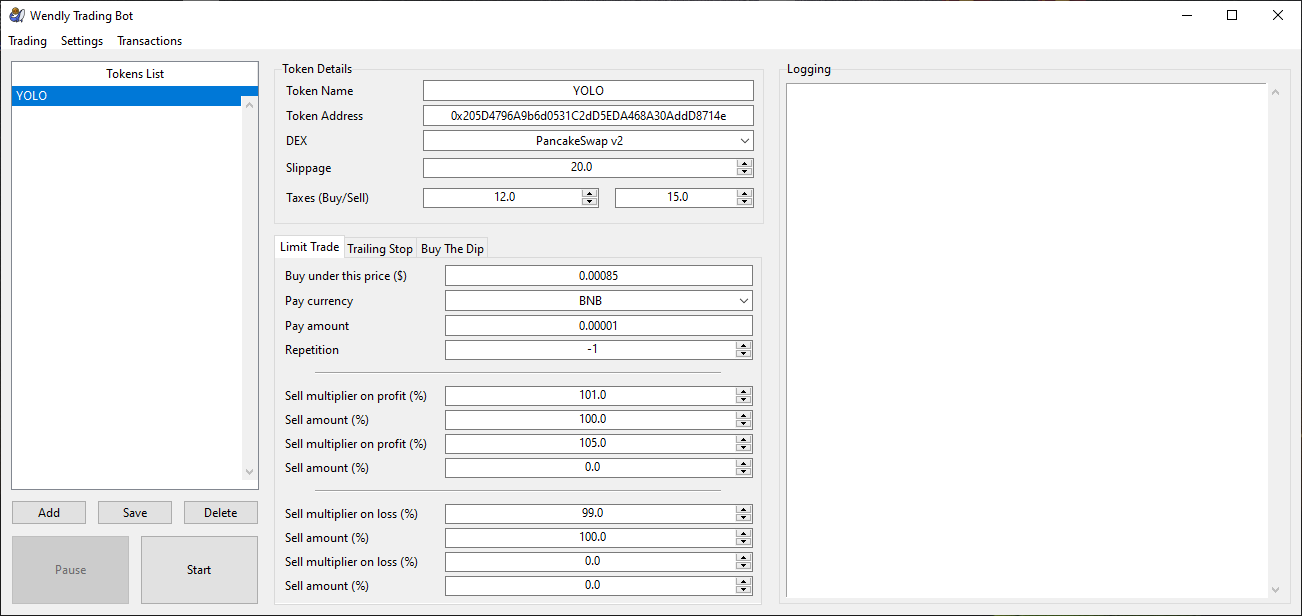 Wendly Trading Bot
Trading Settings Transactions
Tokens List
YOLO
Add Save Delete
Pause Start
Token Details
Token Name YOLO
Token Address 0x205D4796A9b6d0531C2dD5EDA468A30AddD8714e
DEX PancakeSwap v2
Slippage 20.0
Taxes (Buy/Sell) 12.0 15.0
Limit Trade Trailing Stop Buy The Dip
Buy under this price ($) 0.00085
Pay currency BNB
Pay amount 0.00001
Repetition -1
Sell multiplier on profit (%) 101.0
Sell amount (%) 100.0
Sell multiplier on profit (%) 105.0
Sell amount (%) 0.0
Sell multiplier on loss (%) 99.0
Sell amount (%) 100.0
Sell multiplier on loss (%) 0.0
Sell amount (%) 0.0
Logging